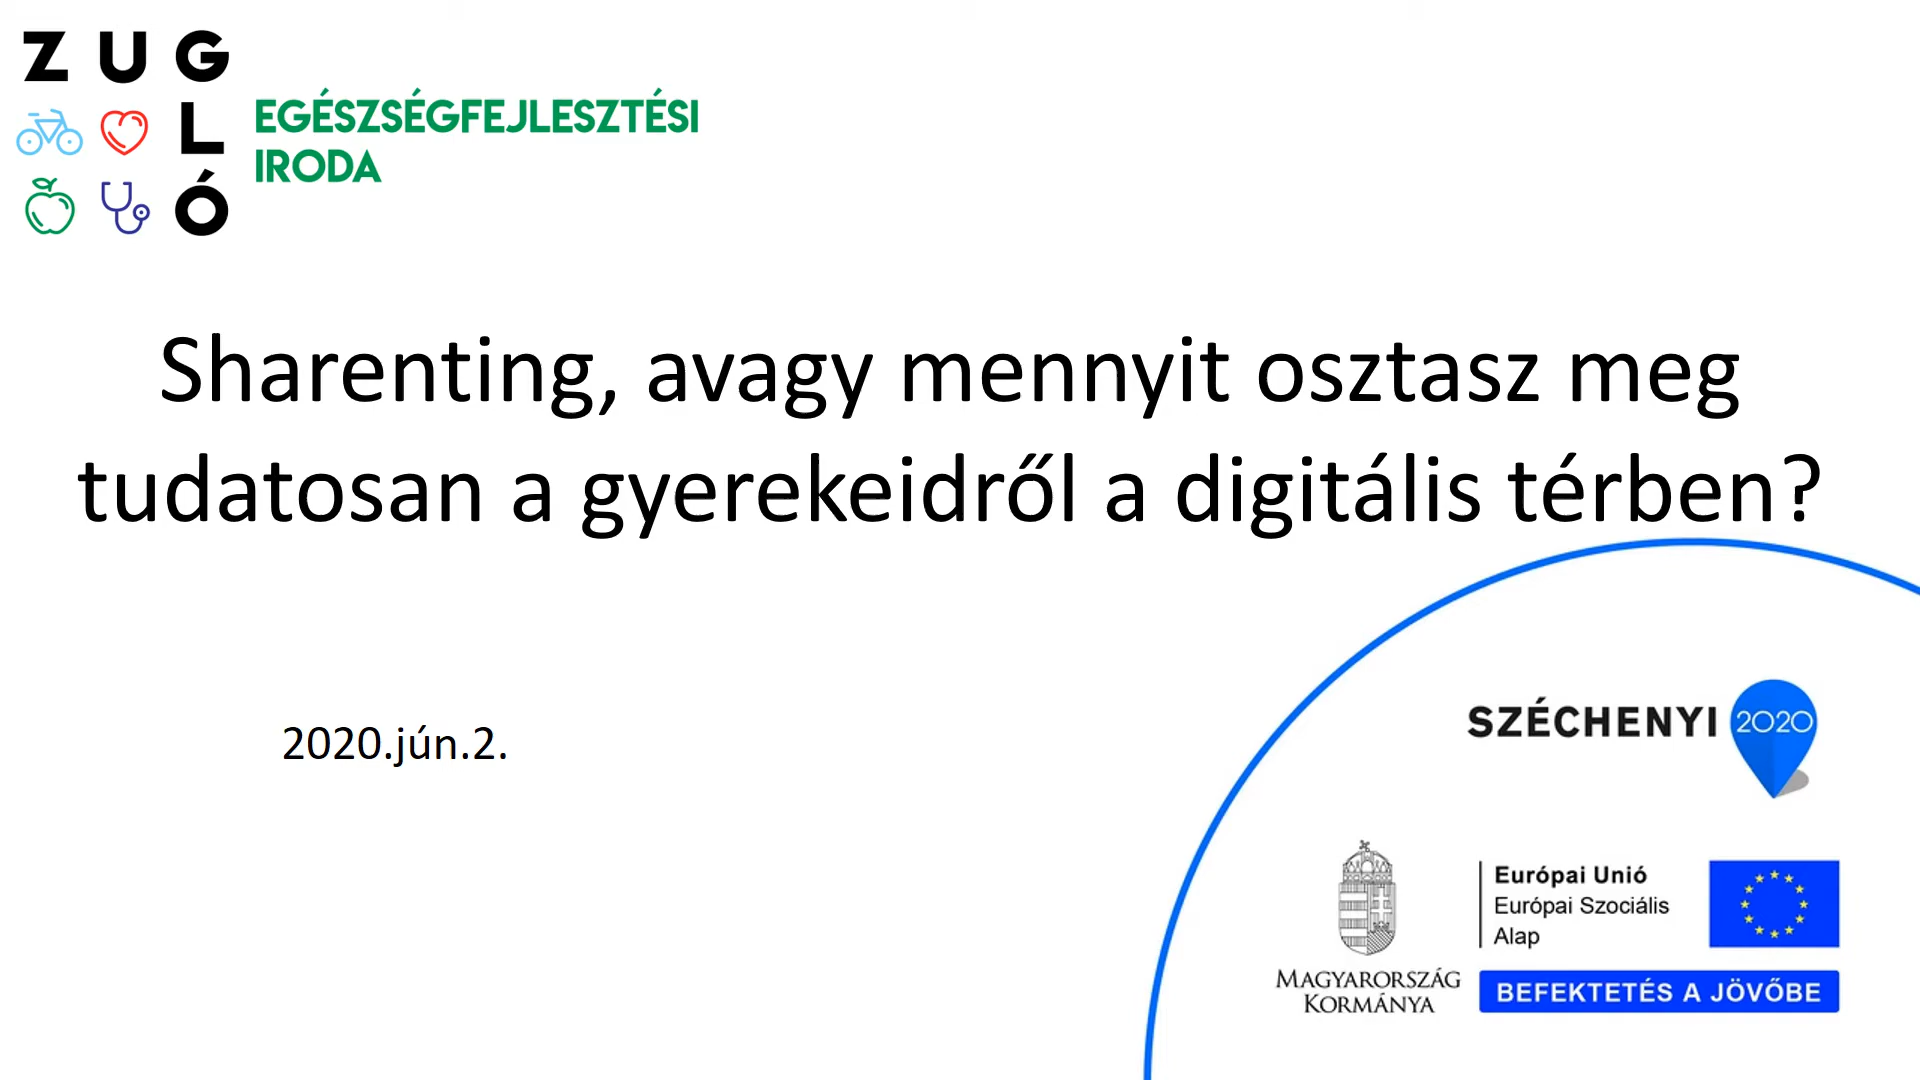 ZUGLÓ
EGÉSZSÉGFEJLESZTÉSI
IRODA
Sharenting, avagy mennyit osztasz meg
tudatosan a gyerekeidről a digitális térben?
2020.jún.2.
SZÉCHENYI 2020
Európai Unió
Európai Szociális
Alap
MAGYARORSZÁG
KORMÁNYA
BEFEKTETÉS A JÖVŐBE